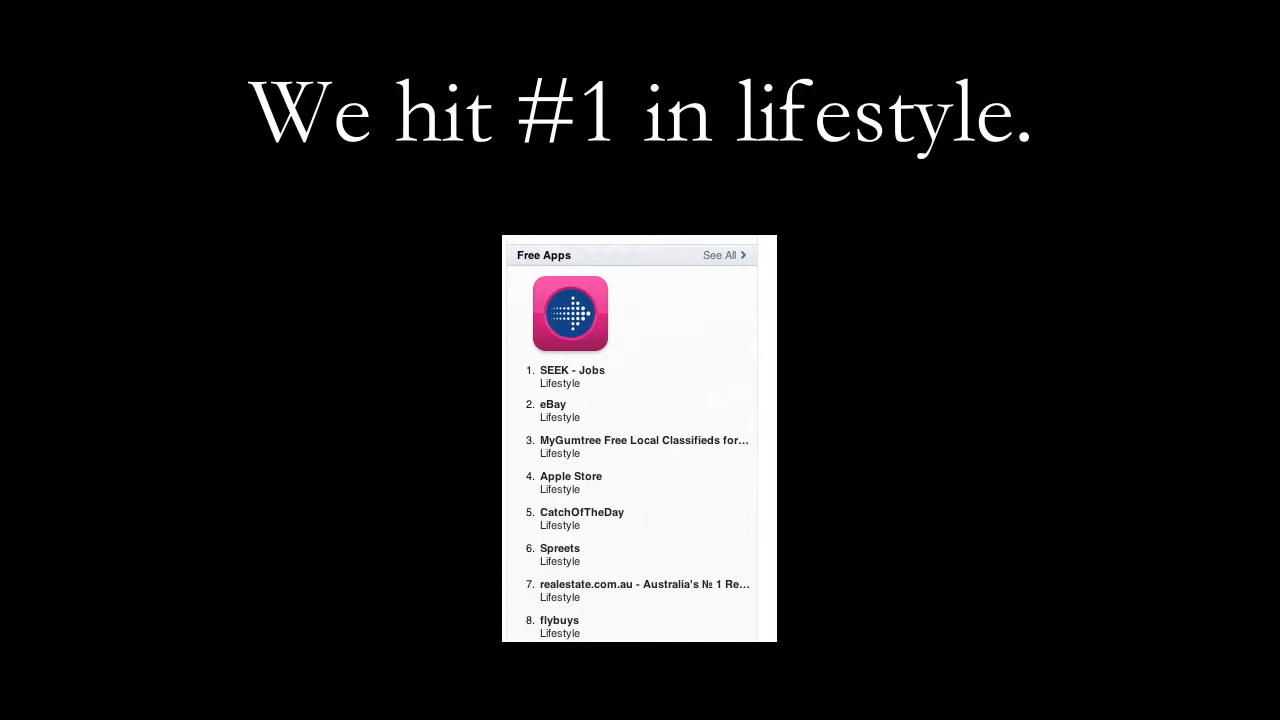 We hit #1 in lifestyle.
Free Apps See All
1. SEEK - Jobs
Lifestyle
2. eBay
Lifestyle
3. MyGumtree Free Local Classifieds for...
Lifestyle
4. Apple Store
Lifestyle
5. CatchOfTheDay
Lifestyle
6. Spreets
Lifestyle
7. realestate.com.au - Australia's № 1 Re...
Lifestyle
8. flybuys
Lifestyle